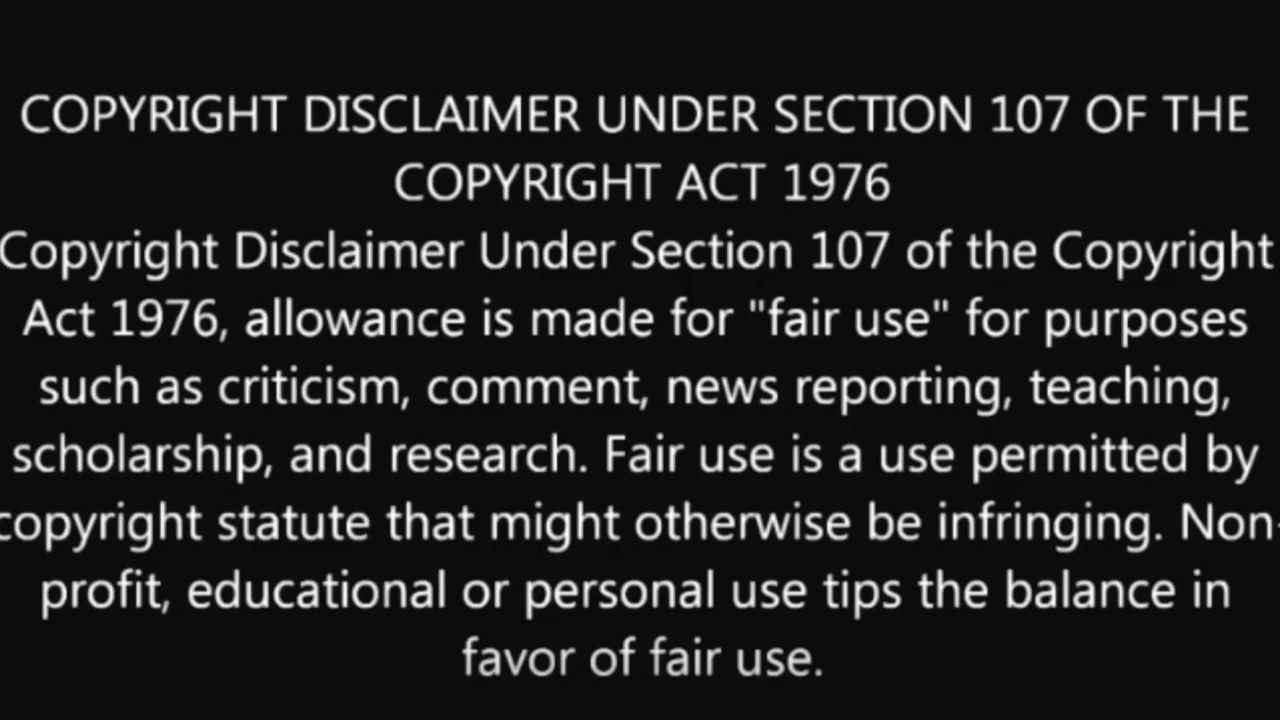 COPYRIGHT DISCLAIMER UNDER SECTION 107 OF THE
COPYRIGHT ACT 1976
Copyright Disclaimer Under Section 107 of the Copyright
Act 1976, allowance is made for "fair use" for purposes
such as criticism, comment, news reporting, teaching,
scholarship, and research. Fair use is a use permitted by
copyright statute that might otherwise be infringing. Non-
profit, educational or personal use tips the balance in
favor of fair use.